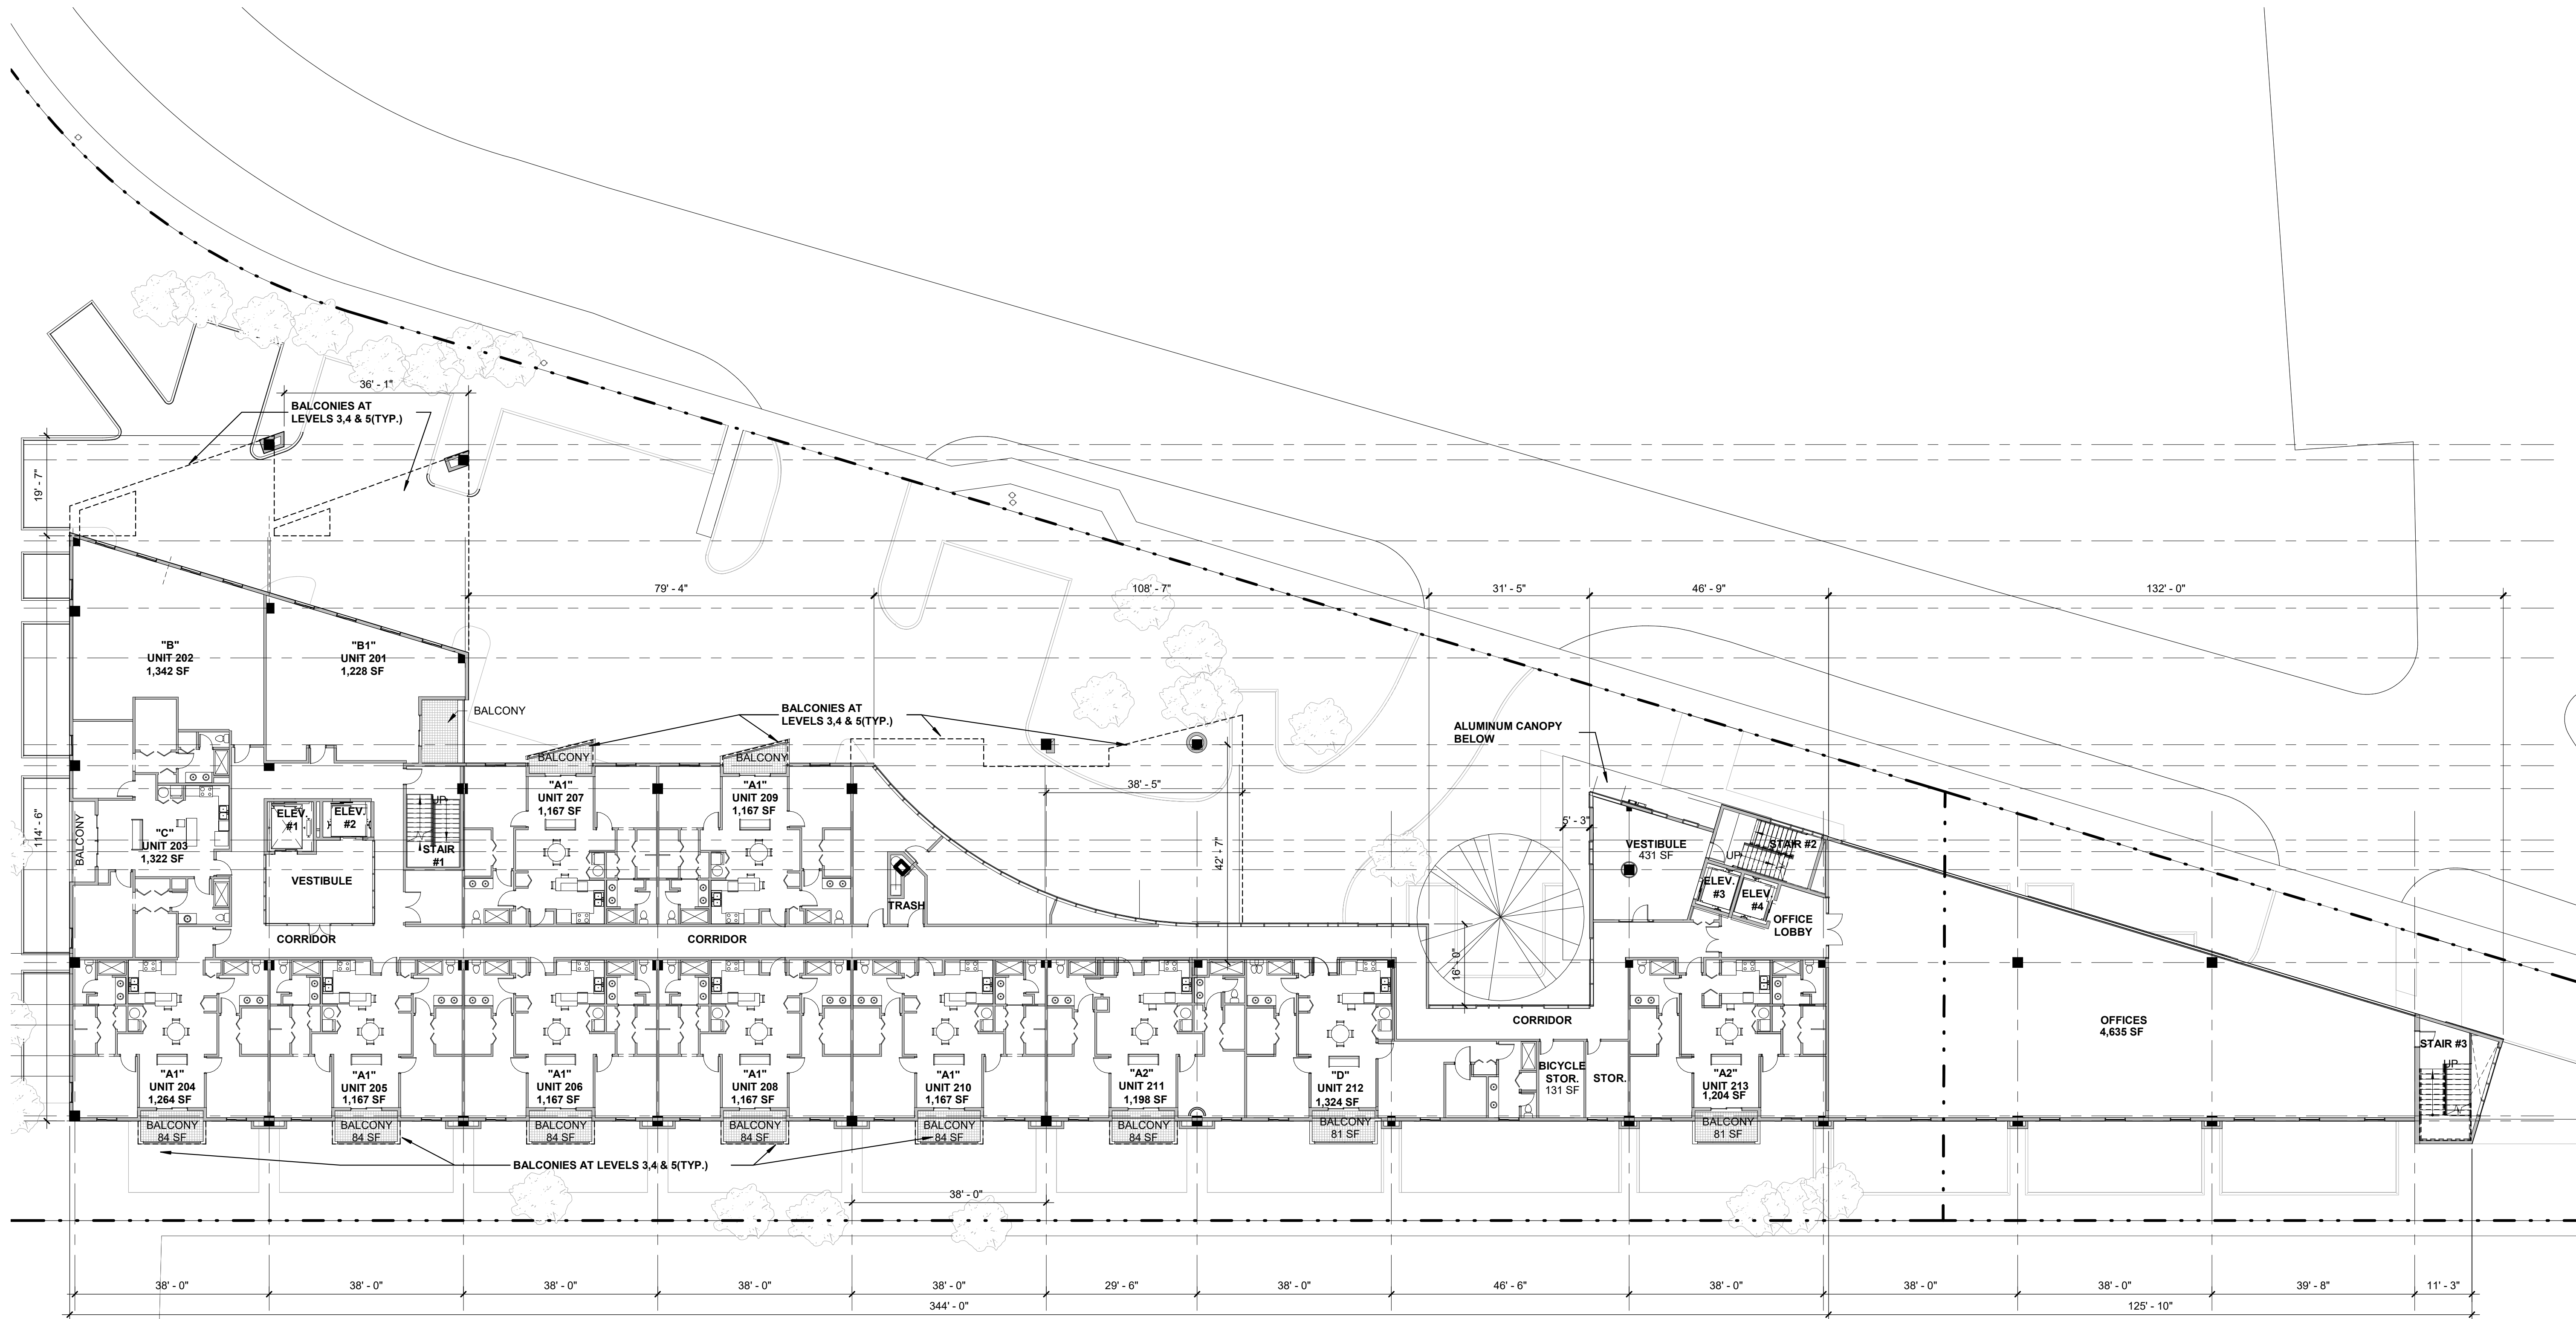 36' - 1"
BALCONIES AT
LEVELS 3,4 & 5(TYP.)
19' - 7"
79' - 4"
108' - 7"
31' - 5"
46' - 9"
132' - 0"
"B"
UNIT 202
1,342 SF
"B1"
UNIT 201
1,228 SF
BALCONY
BALCONIES AT
LEVELS 3,4 & 5(TYP.)
ALUMINUM CANOPY
BELOW
BALCONY
BALCONY
38' - 5"
"A1"
UNIT 207
1,167 SF
"A1"
UNIT 209
1,167 SF
114' - 6"
BALCONY
"C"
UNIT 203
1,322 SF
ELEV.
#1
ELEV.
#2
UP
STAIR
#1
VESTIBULE
42' - 7"
5' - 3"
VESTIBULE
431 SF
UP
STAIR #2
ELEV.
#3
ELEV.
#4
TRASH
OFFICE
LOBBY
CORRIDOR
CORRIDOR
16' - 0"
CORRIDOR
OFFICES
4,635 SF
STAIR #3
UP
"A1"
UNIT 204
1,264 SF
"A1"
UNIT 205
1,167 SF
"A1"
UNIT 206
1,167 SF
"A1"
UNIT 208
1,167 SF
"A1"
UNIT 210
1,167 SF
"A2"
UNIT 211
1,198 SF
"D"
UNIT 212
1,324 SF
BICYCLE
STOR.
131 SF
STOR.
"A2"
UNIT 213
1,204 SF
BALCONY
84 SF
BALCONY
84 SF
BALCONY
84 SF
BALCONY
84 SF
BALCONY
84 SF
BALCONY
84 SF
BALCONY
81 SF
BALCONY
81 SF
BALCONIES AT LEVELS 3,4 & 5(TYP.)
38' - 0"
38' - 0"
38' - 0"
38' - 0"
38' - 0"
38' - 0"
29' - 6"
38' - 0"
46' - 6"
38' - 0"
38' - 0"
38' - 0"
39' - 8"
11' - 3"
344' - 0"
125' - 10"